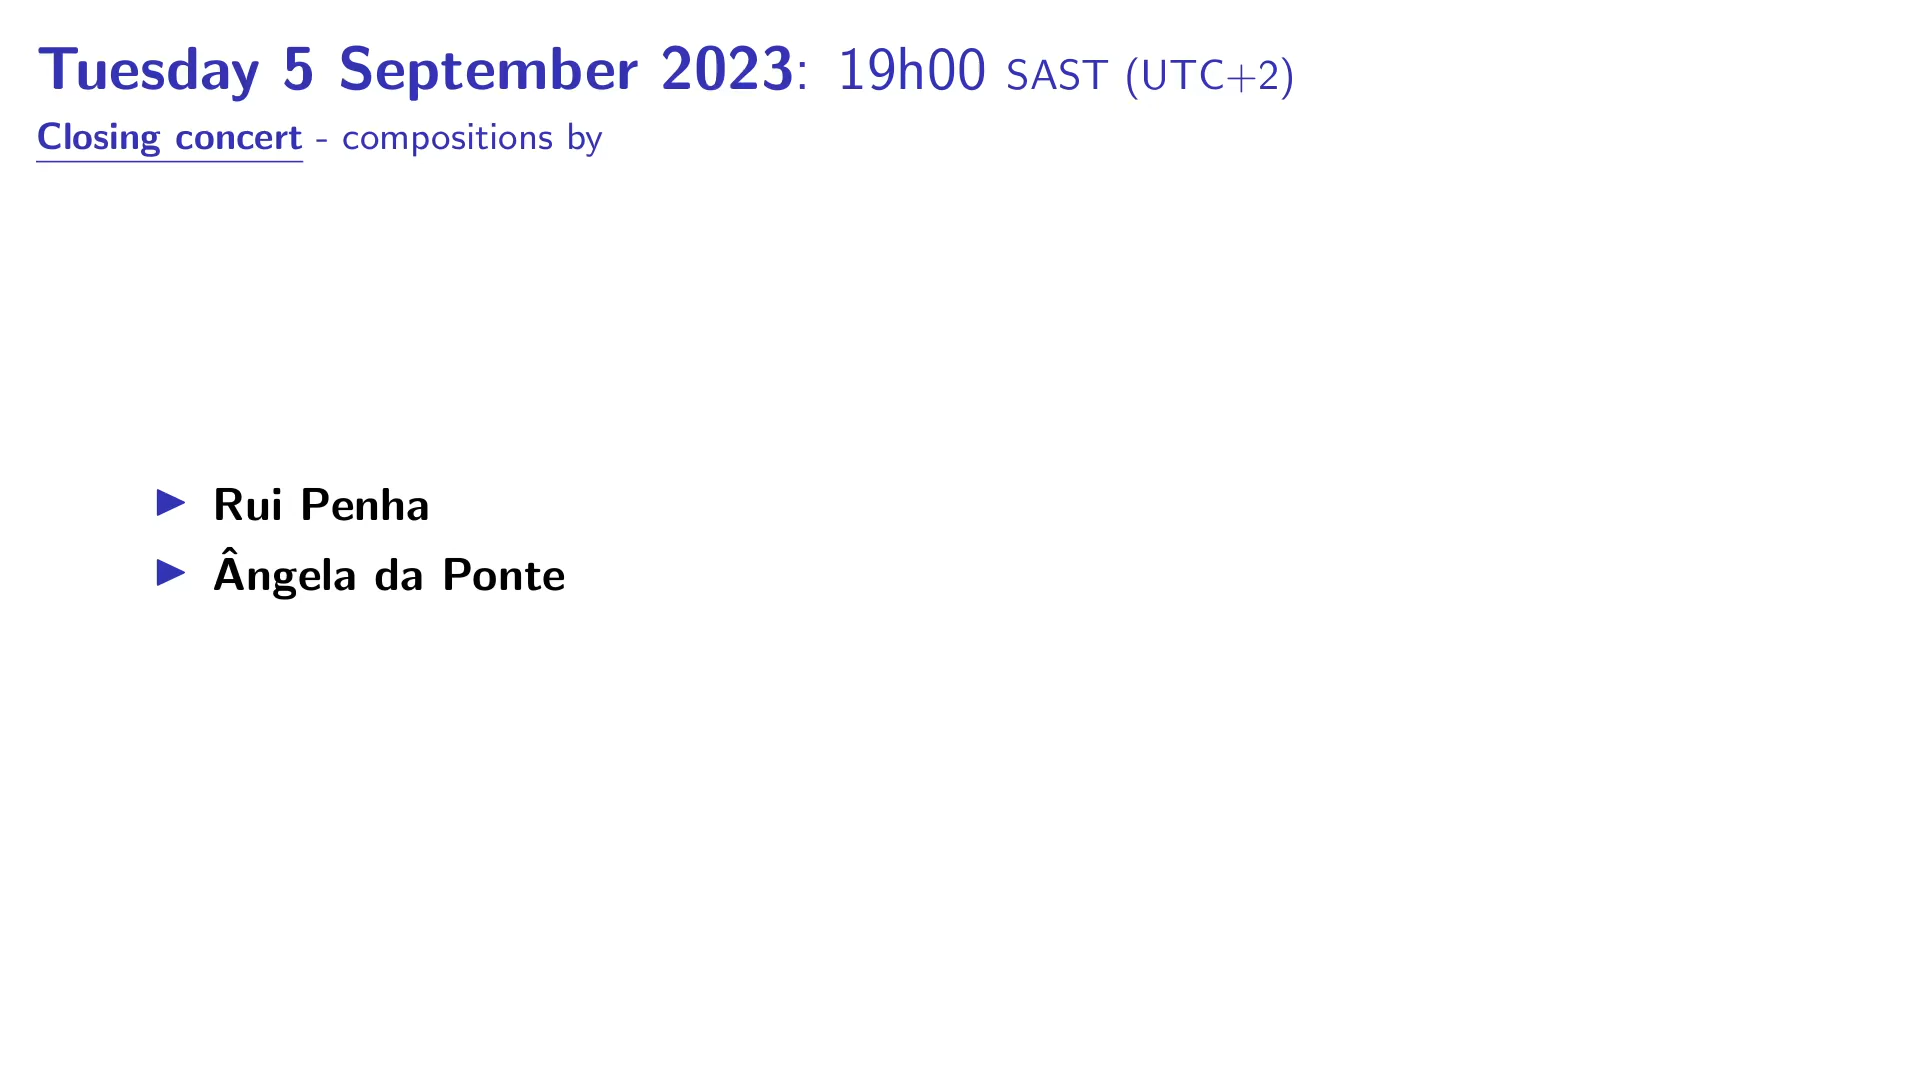 Tuesday 5 September 2023: 19h00 SAST (UTC+2)
Closing concert - compositions by
▶ Rui Penha
▶ Ângela da Ponte